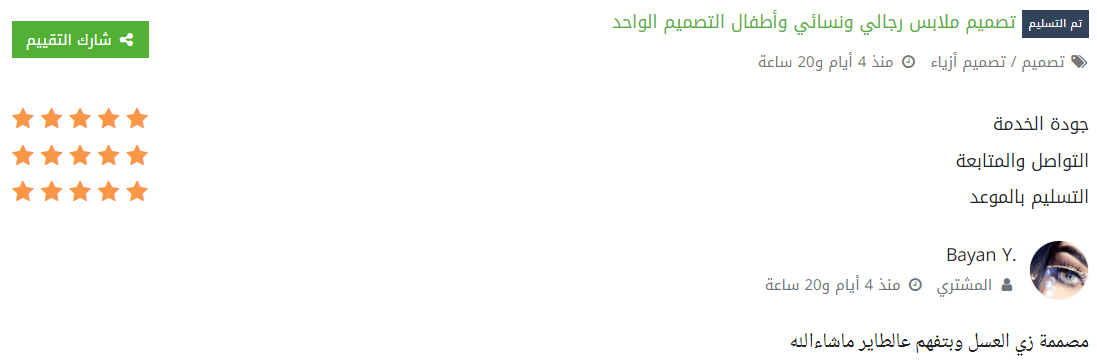 تم التسليم تصميم ملابس رجالي ونسائي وأطفال التصميم الواحد
شارك التقييم
تصميم / تصميم أزياء منذ 4 أيام و20 ساعة
جودة الخدمة
التواصل والمتابعة
التسليم بالموعد
Bayan Y.
المشتري منذ 4 أيام و20 ساعة
مصممة زي العسل وبتفهم عالطاير ماشاءالله